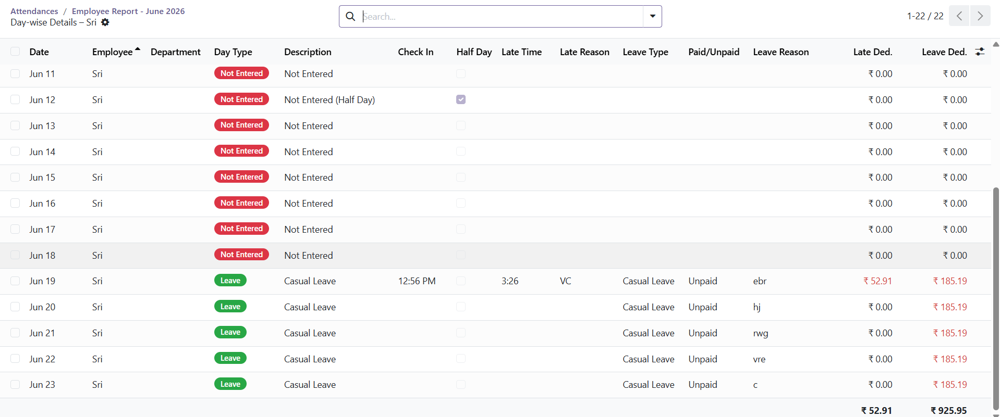 Attendances / Employee Report - June 2026
Day-wise Details – Sri
Search...
1-22 / 22
Date Employee Department Day Type Description Check In Half Day Late Time Late Reason Leave Type Paid/Unpaid Leave Reason Late Ded. Leave Ded.
Jun 11 Sri Not Entered Not Entered ₹ 0.00 ₹ 0.00
Jun 12 Sri Not Entered Not Entered (Half Day) ₹ 0.00 ₹ 0.00
Jun 13 Sri Not Entered Not Entered ₹ 0.00 ₹ 0.00
Jun 14 Sri Not Entered Not Entered ₹ 0.00 ₹ 0.00
Jun 15 Sri Not Entered Not Entered ₹ 0.00 ₹ 0.00
Jun 16 Sri Not Entered Not Entered ₹ 0.00 ₹ 0.00
Jun 17 Sri Not Entered Not Entered ₹ 0.00 ₹ 0.00
Jun 18 Sri Not Entered Not Entered ₹ 0.00 ₹ 0.00
Jun 19 Sri Leave Casual Leave 12:56 PM 3:26 VC Casual Leave Unpaid ebr ₹ 52.91 ₹ 185.19
Jun 20 Sri Leave Casual Leave Casual Leave Unpaid hj ₹ 0.00 ₹ 185.19
Jun 21 Sri Leave Casual Leave Casual Leave Unpaid rwg ₹ 0.00 ₹ 185.19
Jun 22 Sri Leave Casual Leave Casual Leave Unpaid vre ₹ 0.00 ₹ 185.19
Jun 23 Sri Leave Casual Leave Casual Leave Unpaid c ₹ 0.00 ₹ 185.19
₹ 52.91 ₹ 925.95